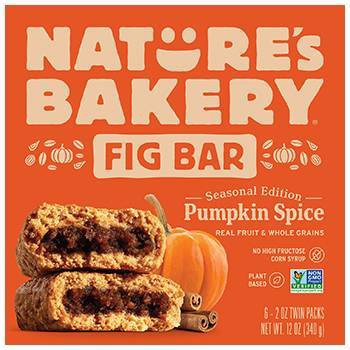 NATURE'S
BAKERY®
FIG BAR
Seasonal Edition
Pumpkin Spice
REAL FRUIT & WHOLE GRAINS
NO HIGH FRUCTOSE
CORN SYRUP
PLANT
BASED
NON
GMO
VERIFIED
6 - 2 OZ TWIN PACKS
NET WT. 12 OZ (340 g)